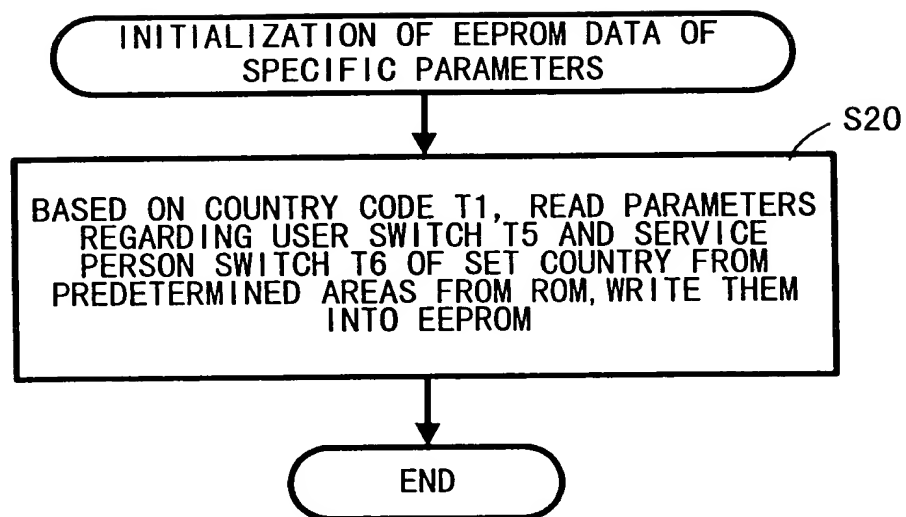 INITIALIZATION OF EEPROM DATA OF
SPECIFIC PARAMETERS
S20
BASED ON COUNTRY CODE T1, READ PARAMETERS
REGARDING USER SWITCH T5 AND SERVICE
PERSON SWITCH T6 OF SET COUNTRY FROM
PREDETERMINED AREAS FROM ROM, WRITE THEM
INTO EEPROM
END